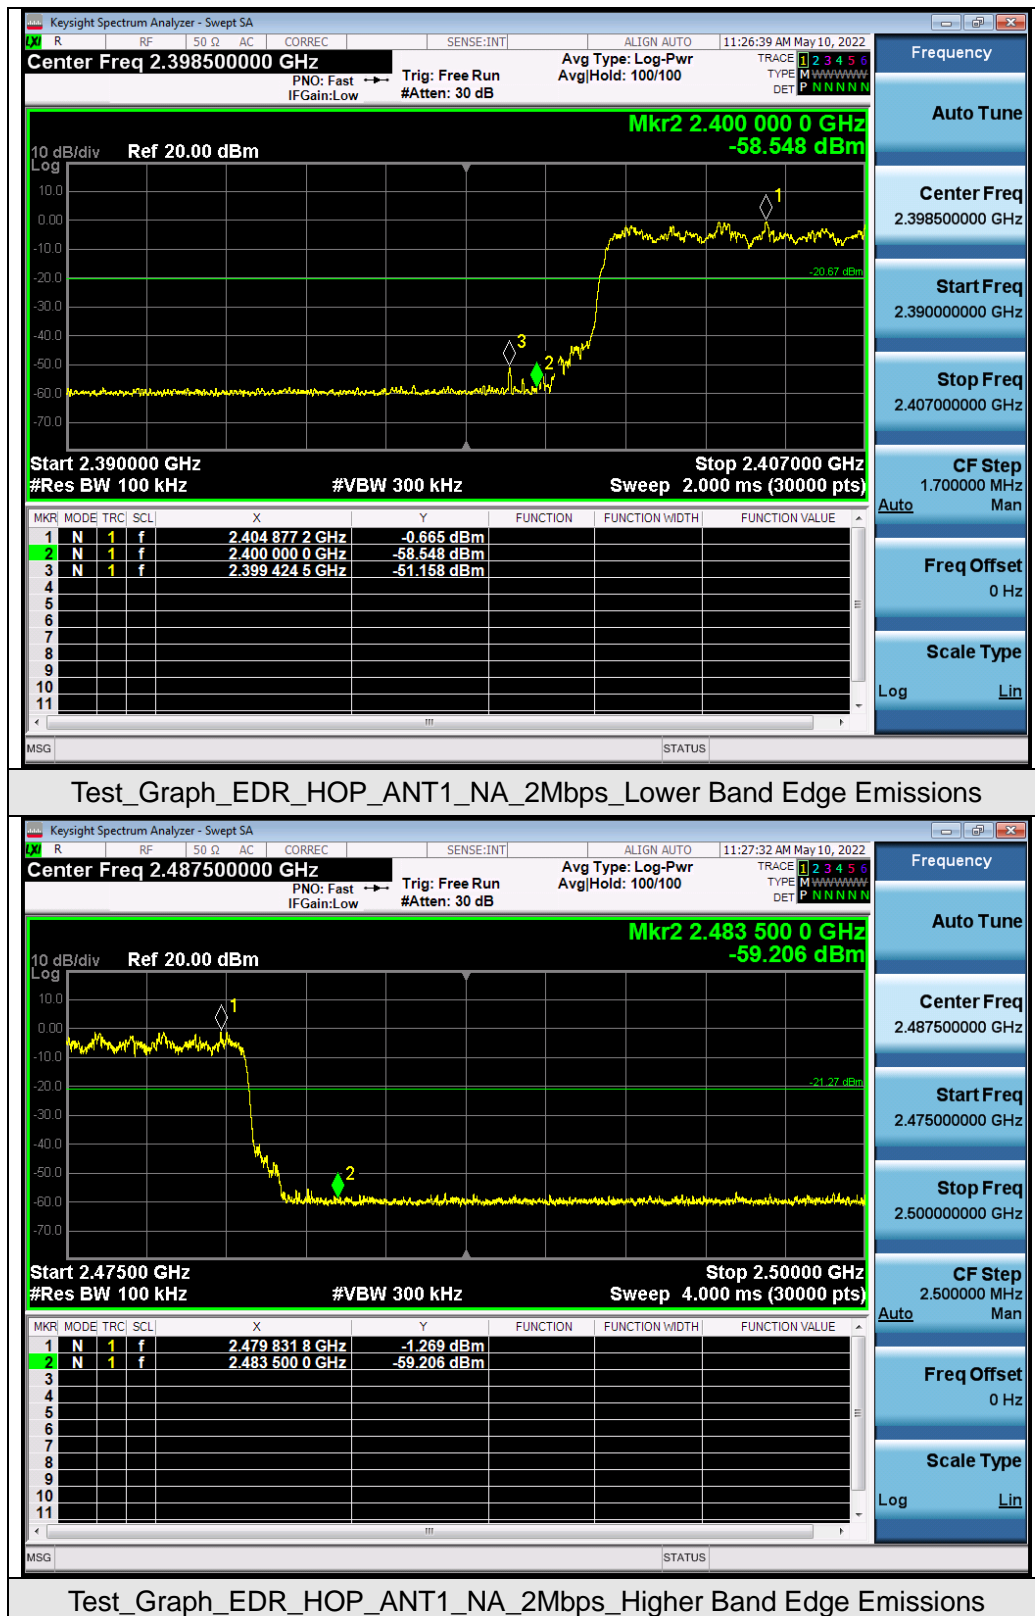 Keysight Spectrum Analyzer - Swept SA
LXI R RF 50 Ω AC CORREC SENSE:INT ALIGN AUTO 11:26:39 AM May 10, 2022
Center Freq 2.398500000 GHz
PNO: Fast
IFGain:Low
Trig: Free Run
#Atten: 30 dB
Avg Type: Log-Pwr
Avg|Hold: 100/100
TRACE 1 2 3 4 5 6
TYPE M WWWWW
DET P N N N N N
Mkr2 2.400 000 0 GHz
-58.548 dBm
10 dB/div Ref 20.00 dBm
Log
10.0
0.00
-10.0
-20.0
-30.0
-40.0
-50.0
-60.0
-70.0
1
-20.67 dBm
3
2
Start 2.390000 GHz Stop 2.407000 GHz
#Res BW 100 kHz #VBW 300 kHz Sweep 2.000 ms (30000 pts)
MKR MODE TRC SCL X Y FUNCTION FUNCTION WIDTH FUNCTION VALUE
1 N 1 f 2.404 877 2 GHz -0.665 dBm
2 N 1 f 2.400 000 0 GHz -58.548 dBm
3 N 1 f 2.399 424 5 GHz -51.158 dBm
4
5
6
7
8
9
10
11
MSG STATUS
Frequency
Auto Tune
Center Freq
2.398500000 GHz
Start Freq
2.390000000 GHz
Stop Freq
2.407000000 GHz
CF Step
1.700000 MHz
Auto Man
Freq Offset
0 Hz
Scale Type
Log Lin
Test_Graph_EDR_HOP_ANT1_NA_2Mbps_Lower Band Edge Emissions
Keysight Spectrum Analyzer - Swept SA
LXI R RF 50 Ω AC CORREC SENSE:INT ALIGN AUTO 11:27:32 AM May 10, 2022
Center Freq 2.487500000 GHz
PNO: Fast
IFGain:Low
Trig: Free Run
#Atten: 30 dB
Avg Type: Log-Pwr
Avg|Hold: 100/100
TRACE 1 2 3 4 5 6
TYPE M WWWWW
DET P N N N N N
Mkr2 2.483 500 0 GHz
-59.206 dBm
10 dB/div Ref 20.00 dBm
Log
10.0
0.00
-10.0
-20.0
-30.0
-40.0
-50.0
-60.0
-70.0
1
-21.27 dBm
2
Start 2.47500 GHz Stop 2.50000 GHz
#Res BW 100 kHz #VBW 300 kHz Sweep 4.000 ms (30000 pts)
MKR MODE TRC SCL X Y FUNCTION FUNCTION WIDTH FUNCTION VALUE
1 N 1 f 2.479 831 8 GHz -1.269 dBm
2 N 1 f 2.483 500 0 GHz -59.206 dBm
3
4
5
6
7
8
9
10
11
MSG STATUS
Frequency
Auto Tune
Center Freq
2.487500000 GHz
Start Freq
2.475000000 GHz
Stop Freq
2.500000000 GHz
CF Step
2.500000 MHz
Auto Man
Freq Offset
0 Hz
Scale Type
Log Lin
Test_Graph_EDR_HOP_ANT1_NA_2Mbps_Higher Band Edge Emissions